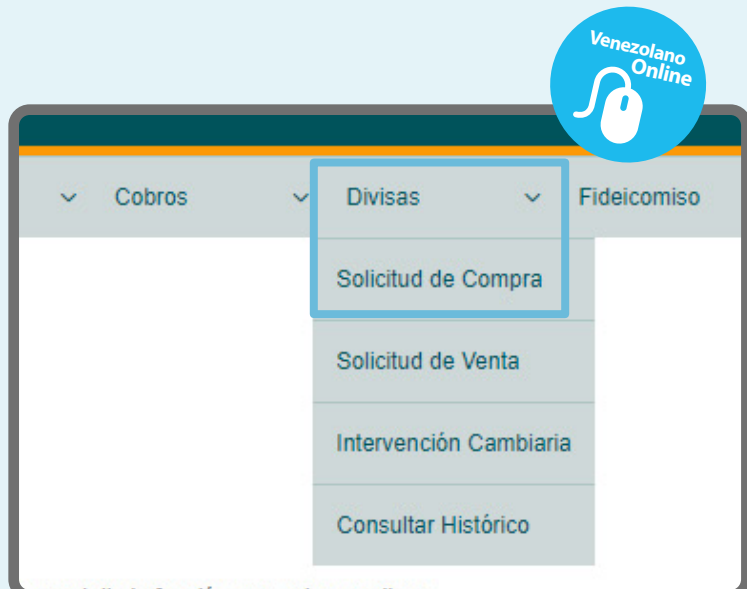 Venezolano
Online
Cobros Divisas Fideicomiso
Solicitud de Compra
Solicitud de Venta
Intervención Cambiaria
Consultar Histórico